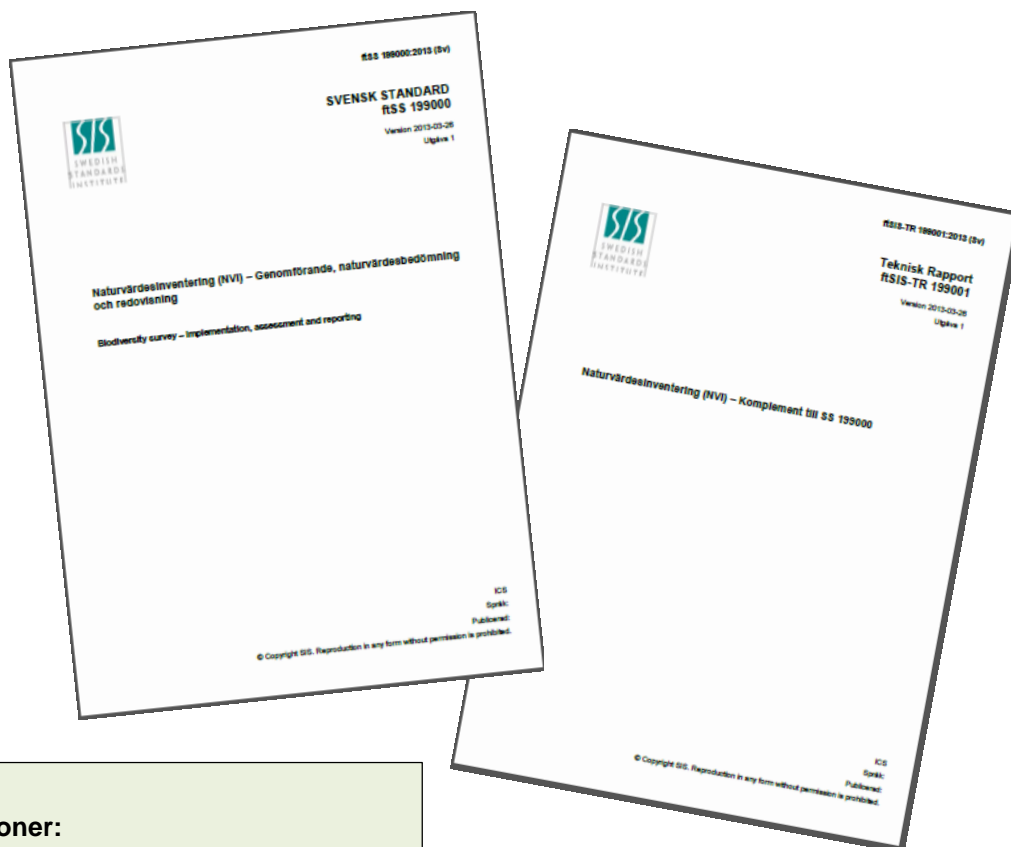 ftSS 199000:2013 (Sv)
SVENSK STANDARD
ftSS 199000
Version 2013-03-26
Utgåva 1
SIS
SWEDISH
STANDARDS
INSTITUTE
Naturvärdesinventering (NVI) – Genomförande, naturvärdesbedömning
och redovisning
Biodiversity survey – Implementation, assessment and reporting
ICS
Språk:
Publicerad:
© Copyright SIS. Reproduction in any form without permission is prohibited.
ftSIS-TR 199001:2013 (Sv)
Teknisk Rapport
ftSIS-TR 199001
Version 2013-03-26
Utgåva 1
SIS
SWEDISH
STANDARDS
INSTITUTE
Naturvärdesinventering (NVI) – Komplement till SS 199000
ICS
Språk:
Publicerad:
© Copyright SIS. Reproduction in any form without permission is prohibited.
oner: